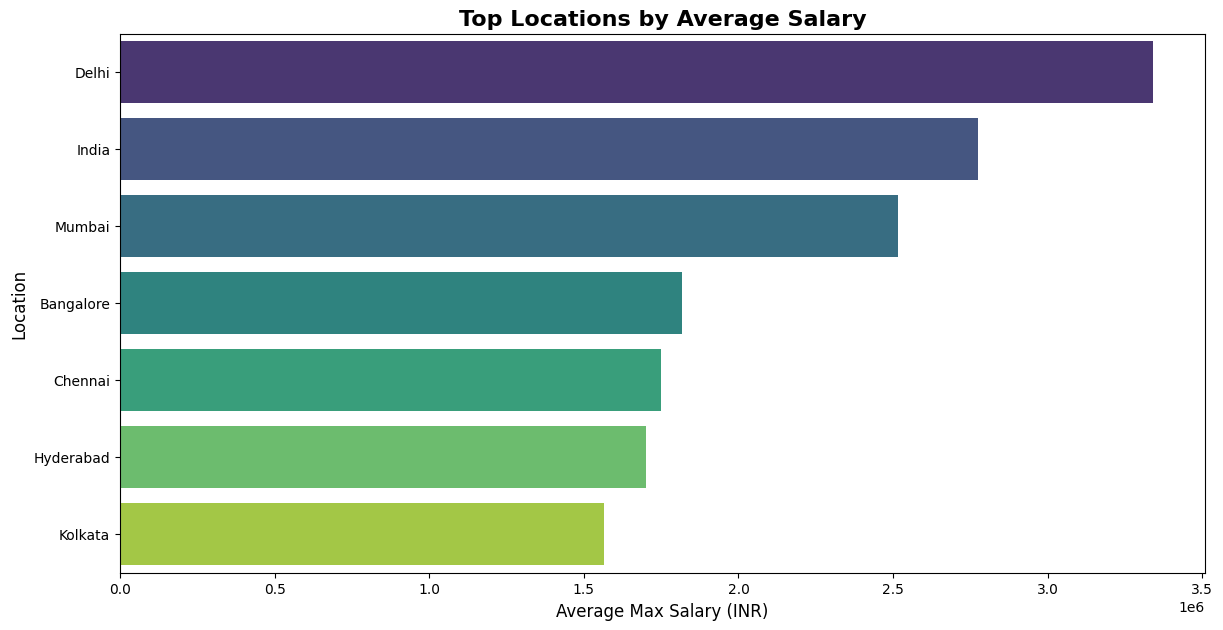 Top Locations by Average Salary
Location
Delhi
India
Mumbai
Bangalore
Chennai
Hyderabad
Kolkata
0.0 0.5 1.0 1.5 2.0 2.5 3.0 3.5
1e6
Average Max Salary (INR)